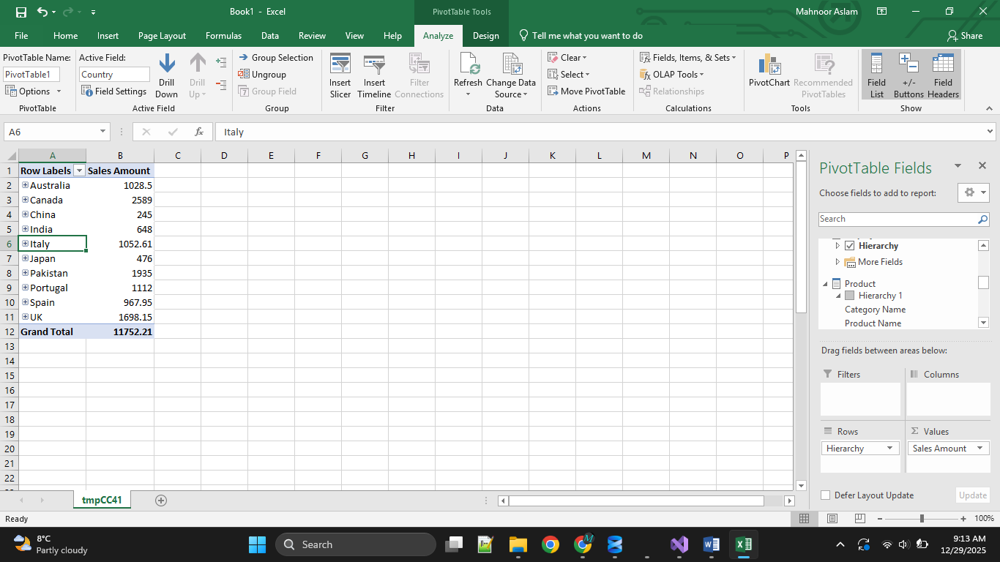 Book1 - Excel
PivotTable Tools
Mahnoor Aslam
File Home Insert Page Layout Formulas Data Review View Help Analyze Design Tell me what you want to do Share
PivotTable Name:
PivotTable1
Options
PivotTable
Active Field:
Country
Field Settings
Drill Down
Drill Up
Active Field
Group Selection
Ungroup
Group Field
Group
Insert Slicer
Insert Timeline
Filter Connections
Filter
Refresh
Change Data Source
Data
Clear
Select
Move PivotTable
Actions
Fields, Items, & Sets
OLAP Tools
Relationships
Calculations
PivotChart
Recommended PivotTables
Tools
Field List
+/- Buttons
Field Headers
Show
A6 fx Italy
A B C D E F G H I J K L M N O P
1 Row Labels Sales Amount
2 Australia 1028.5
3 Canada 2589
4 China 245
5 India 648
6 Italy 1052.61
7 Japan 476
8 Pakistan 1935
9 Portugal 1112
10 Spain 967.95
11 UK 1698.15
12 Grand Total 11752.21
13
14
15
16
17
18
19
20
21
22
PivotTable Fields
Choose fields to add to report:
Search
Hierarchy
More Fields
Product
Hierarchy 1
Category Name
Product Name
Drag fields between areas below:
Filters
Columns
Rows
Σ Values
Hierarchy
Sales Amount
Defer Layout Update
Update
tmpCC41
Ready
100%
8°C
Partly cloudy
Search
9:13 AM
12/29/2025